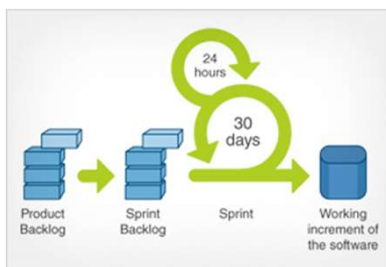 24
hours
30
days
Product
Backlog
Sprint
Backlog
Sprint
Working
increment of
the software